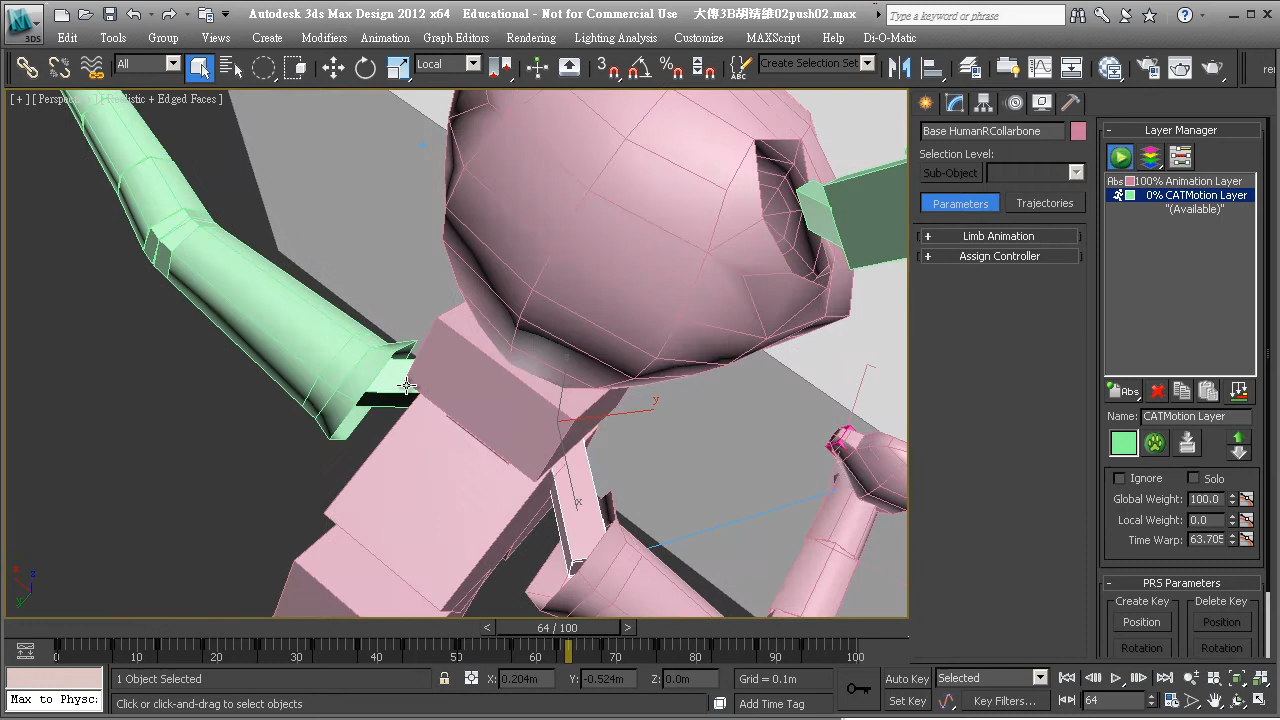 Autodesk 3ds Max Design 2012 x64 Educational - Not for Commercial Use 大傳3B胡婧維02push02.max
Type a keyword or phrase
3DS
Edit Tools Group Views Create Modifiers Animation Graph Editors Rendering Lighting Analysis Customize MAXScript Help Di-O-Matic
All
Local
3
Create Selection Set
[ + ] [ Perspective ] [ Realistic + Edged Faces ]
y
x
Base HumanRCollarbone
Selection Level:
Sub-Object
Parameters
Trajectories
+ Limb Animation
+ Assign Controller
- Layer Manager
Abs 100% Animation Layer
0% CATMotion Layer
"(Available)"
Abs
Name: CATMotion Layer
Ignore
Solo
Global Weight: 100.0
Local Weight: 0.0
Time Warp: 63.705
- PRS Parameters
Create Key
Delete Key
Position
Position
Rotation
Rotation
< 64 / 100 >
0 10 20 30 40 50 60 70 80 90 100
1 Object Selected
X: 0.204m
Y: -0.524m
Z: 0.0m
Grid = 0.1m
Auto Key
Selected
Max to Physc:
Click or click-and-drag to select objects
Add Time Tag
Set Key
Key Filters...
64